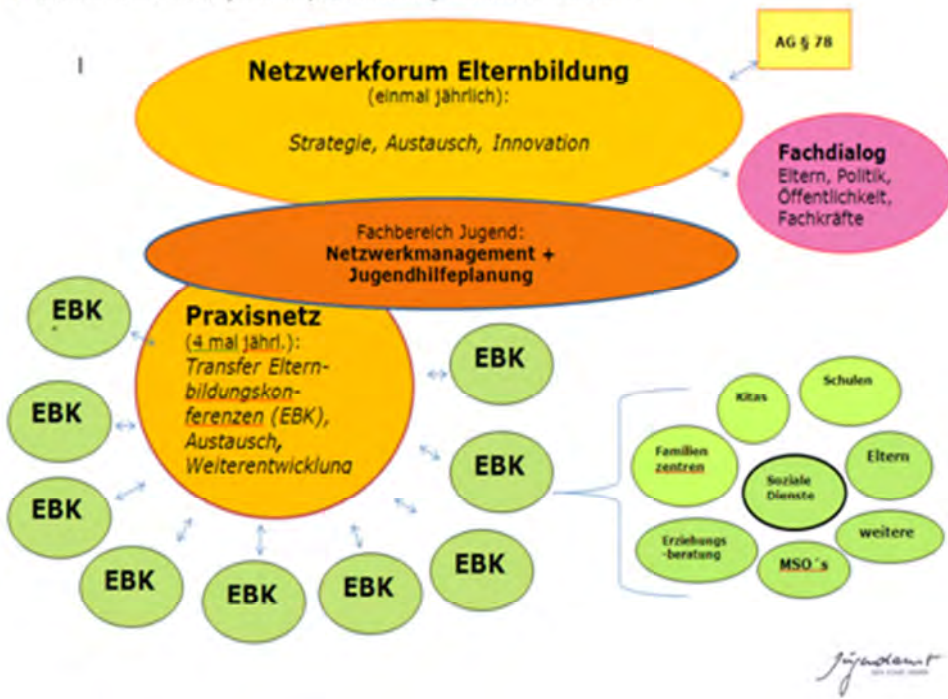 AG § 78
Netzwerkforum Elternbildung
(einmal jährlich):
Strategie, Austausch, Innovation
Fachdialog
Eltern, Politik,
Öffentlichkeit,
Fachkräfte
Fachbereich Jugend:
Netzwerkmanagement +
Jugendhilfeplanung
Praxisnetz
(4 mal jährl.):
Transfer Eltern-
bildungskon-
ferenzen (EBK),
Austausch,
Weiterentwicklung
EBK
EBK
EBK
EBK
EBK
EBK
EBK
EBK
EBK
Kitas
Schulen
Familien
zentren
Soziale
Dienste
Eltern
Erziehungs
-beratung
MSO´s
weitere
Jugendamt